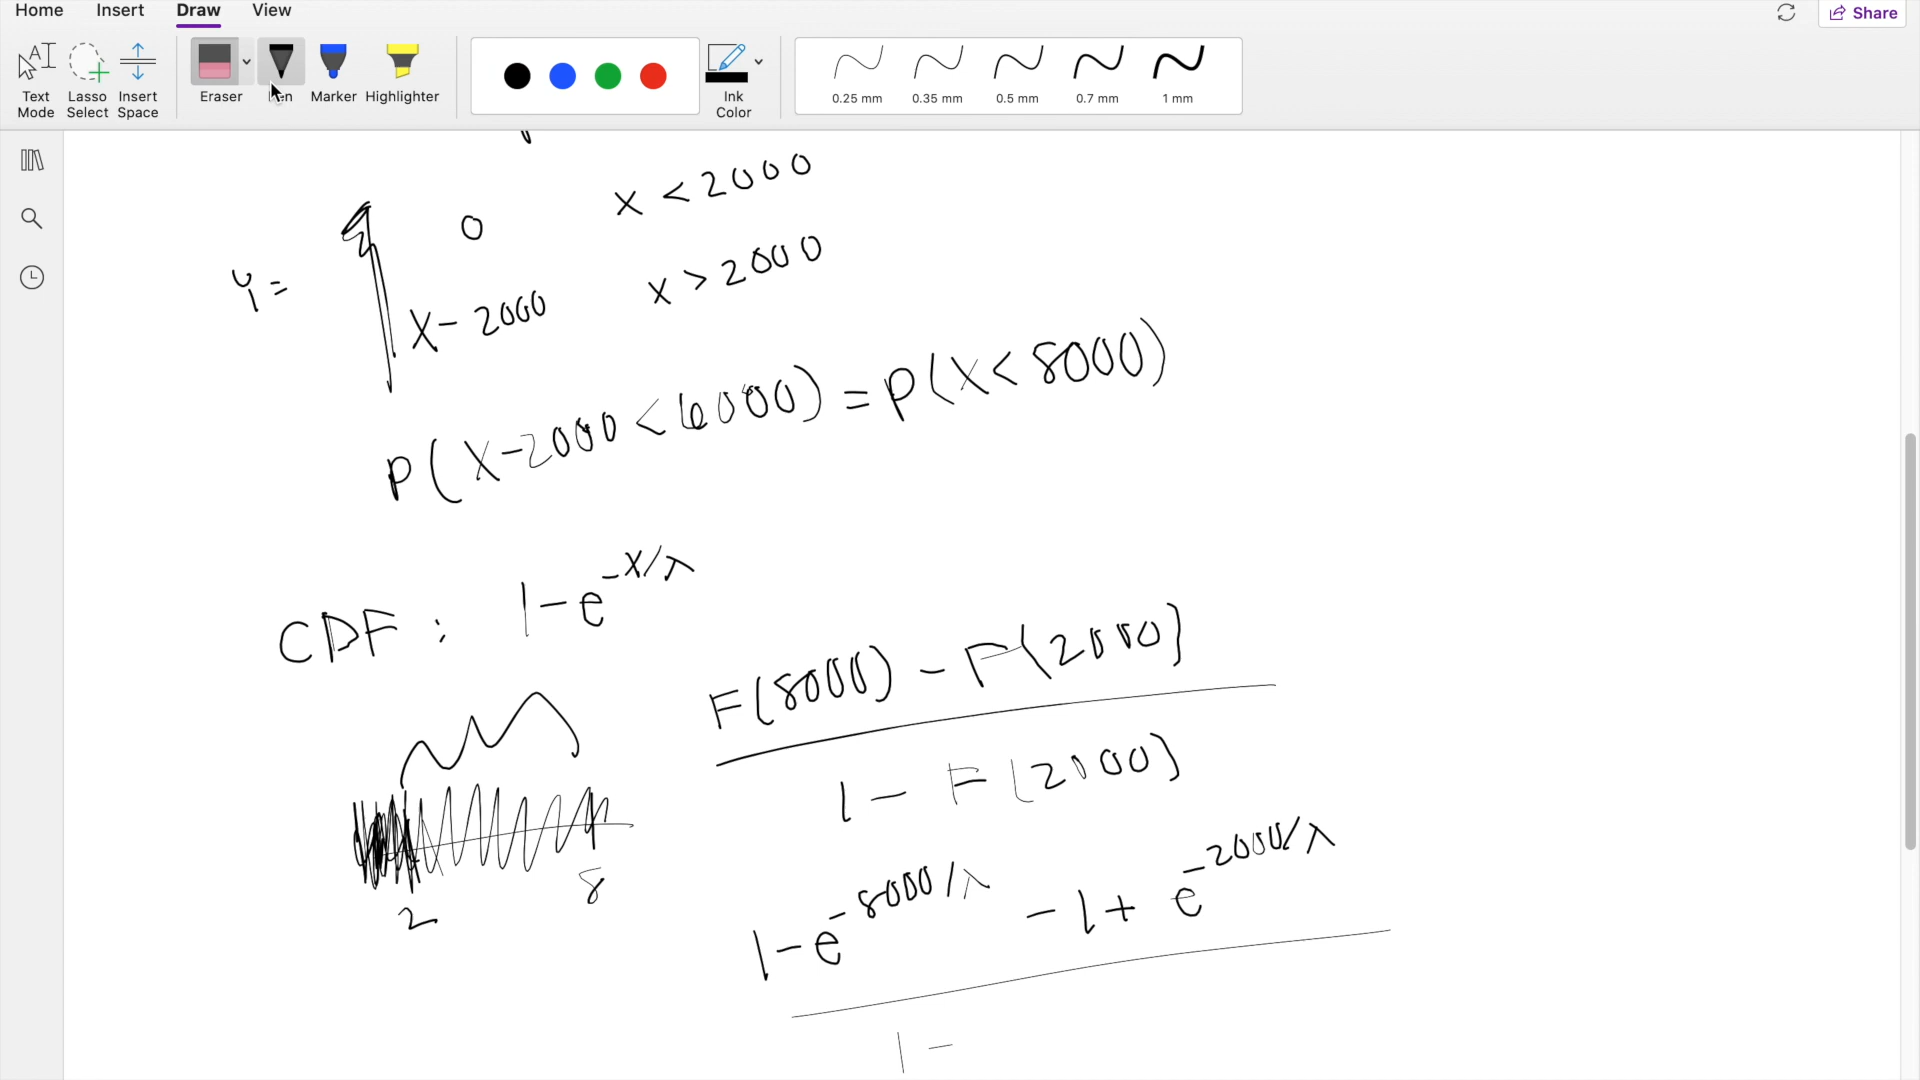 Home Insert Draw View Share
Text Mode Lasso Select Insert Space Eraser Marker Highlighter Ink Color 0.25 mm 0.35 mm 0.5 mm 0.7 mm 1 mm
0 x < 2000
Y =
X - 2000 x > 2000
P(X-2000 < 6000) = P(X < 8000)
CDF : 1 - e^{-x/λ}
F(8000) - F(2000)
1 - F(2000)
2 8
1 - e^{-8000/λ} - 1 + e^{-2000/λ}
1 -